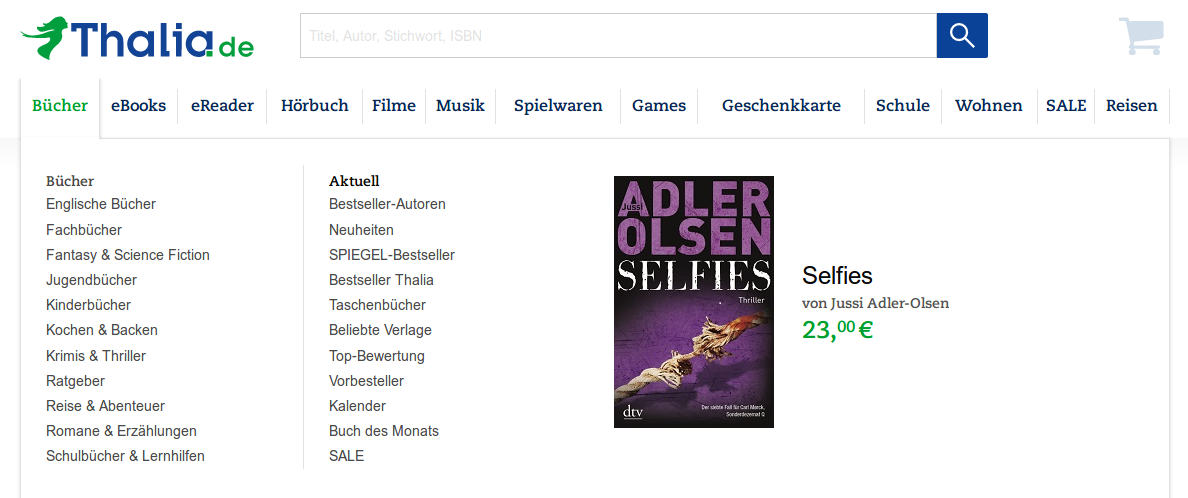 Thalia.de
Titel, Autor, Stichwort, ISBN
Bücher eBooks eReader Hörbuch Filme Musik Spielwaren Games Geschenkkarte Schule Wohnen SALE Reisen
Bücher
Englische Bücher
Fachbücher
Fantasy & Science Fiction
Jugendbücher
Kinderbücher
Kochen & Backen
Krimis & Thriller
Ratgeber
Reise & Abenteuer
Romane & Erzählungen
Schulbücher & Lernhilfen
Aktuell
Bestseller-Autoren
Neuheiten
SPIEGEL-Bestseller
Bestseller Thalia
Taschenbücher
Beliebte Verlage
Top-Bewertung
Vorbesteller
Kalender
Buch des Monats
SALE
Jussi
ADLER
OLSEN
SELFIES
Thriller
Der siebte Fall für Carl Mørck,
Sonderdezernat Q
dtv
Selfies
von Jussi Adler-Olsen
23,00 €